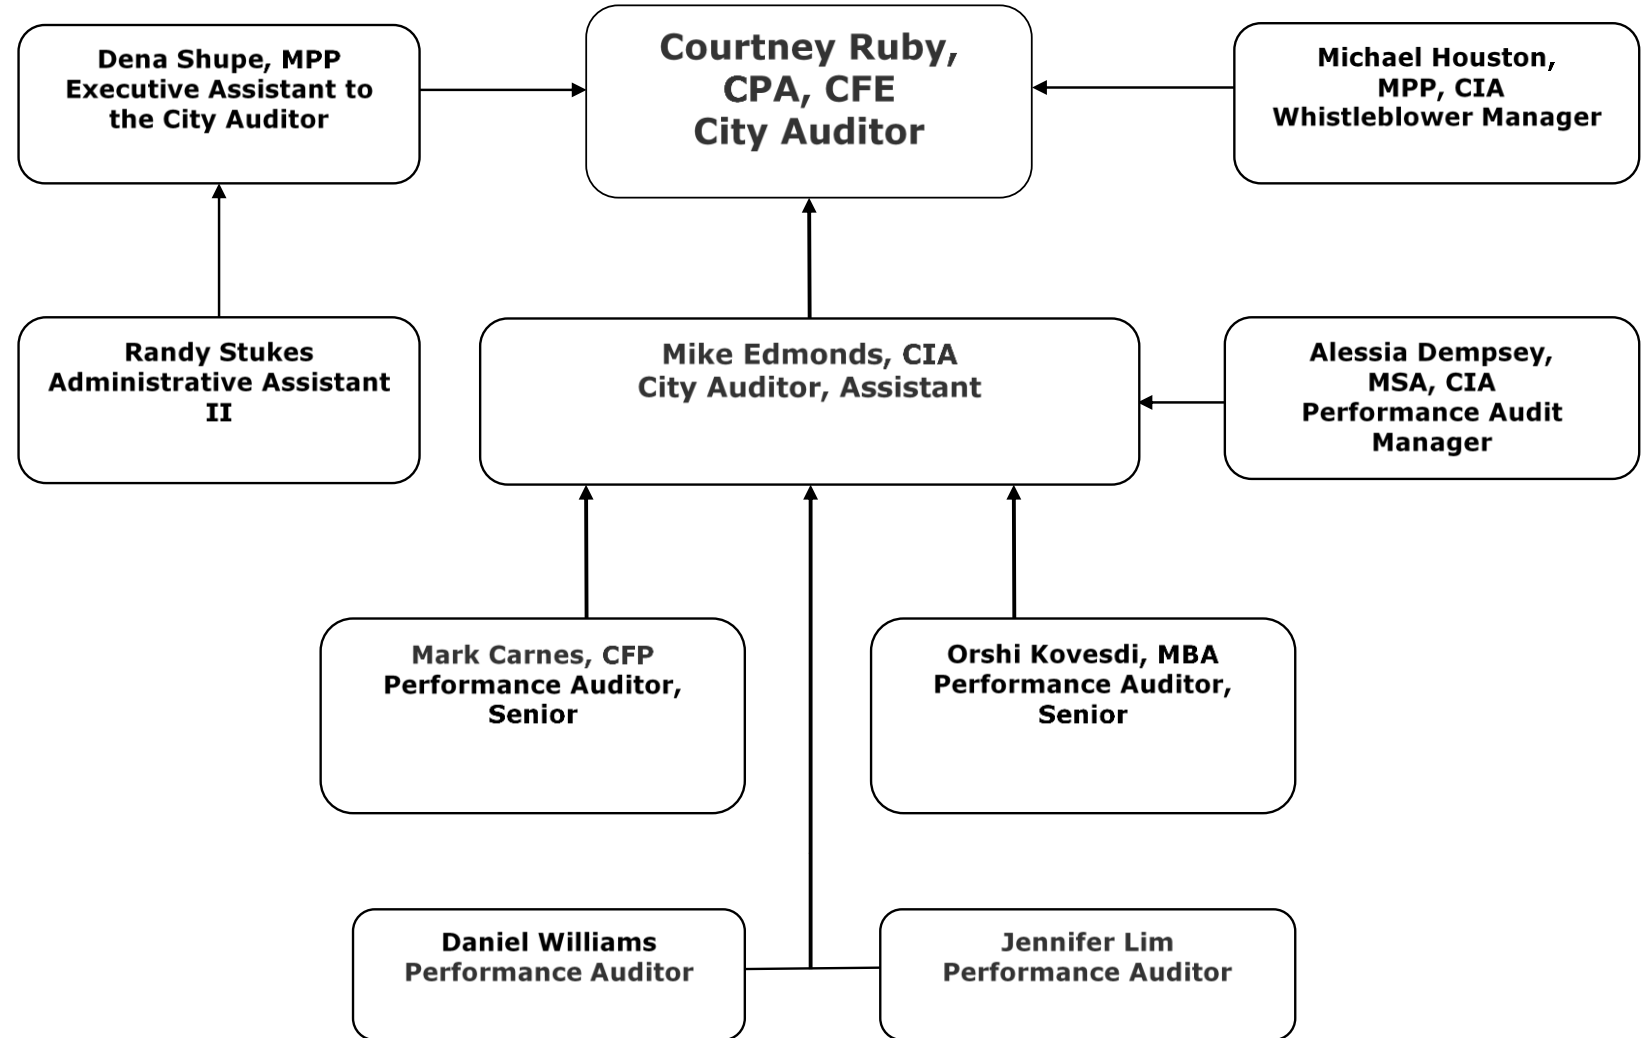 Dena Shupe, MPP
Executive Assistant to
the City Auditor
Courtney Ruby,
CPA, CFE
City Auditor
Michael Houston,
MPP, CIA
Whistleblower Manager
Randy Stukes
Administrative Assistant
II
Mike Edmonds, CIA
City Auditor, Assistant
Alessia Dempsey,
MSA, CIA
Performance Audit
Manager
Mark Carnes, CFP
Performance Auditor,
Senior
Orshi Kovesdi, MBA
Performance Auditor,
Senior
Daniel Williams
Performance Auditor
Jennifer Lim
Performance Auditor